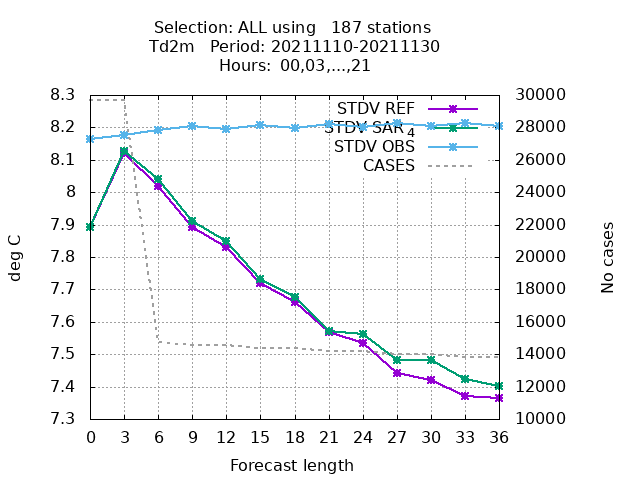 Selection: ALL using   187 stations
Td2m   Period: 20211110-20211130
Hours:  00,03,...,21
8.3
8.2
8.1
8
7.9
7.8
7.7
7.6
7.5
7.4
7.3
deg C
STDV REF
STDV SAR4
STDV OBS
CASES
30000
28000
26000
24000
22000
20000
18000
16000
14000
12000
10000
No cases
0 3 6 9 12 15 18 21 24 27 30 33 36
Forecast length